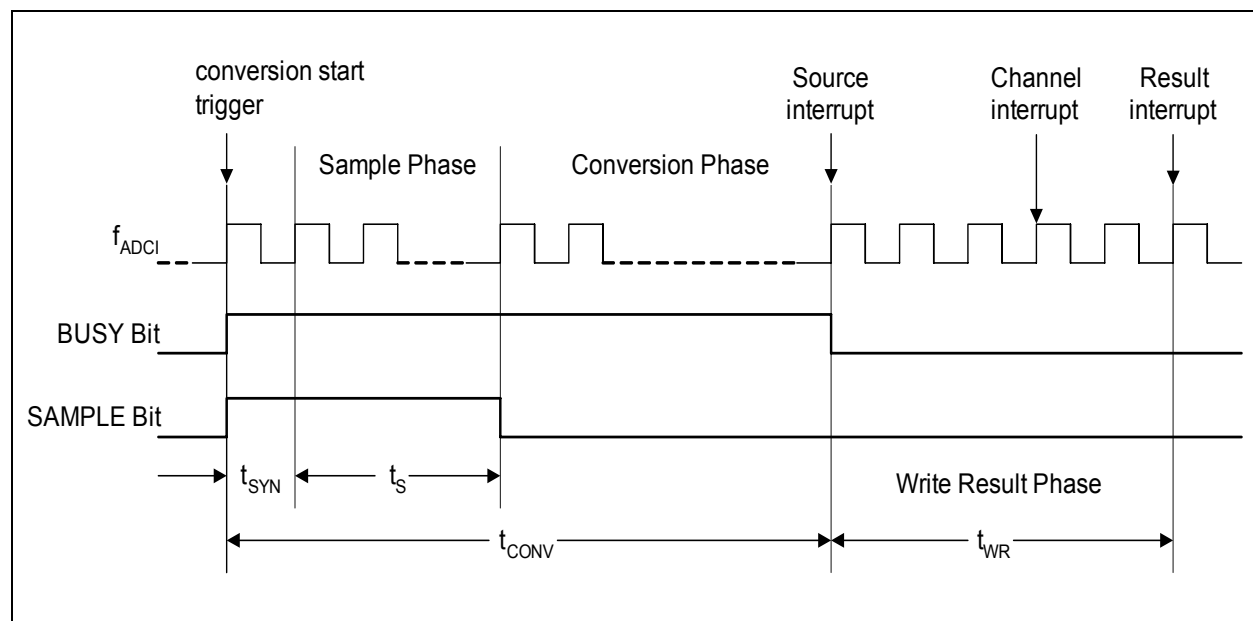 conversion start
trigger
Source
interrupt
Channel
interrupt
Result
interrupt
Sample Phase
Conversion Phase
fADCI
BUSY Bit
SAMPLE Bit
tSYN
tS
Write Result Phase
tCONV
tWR